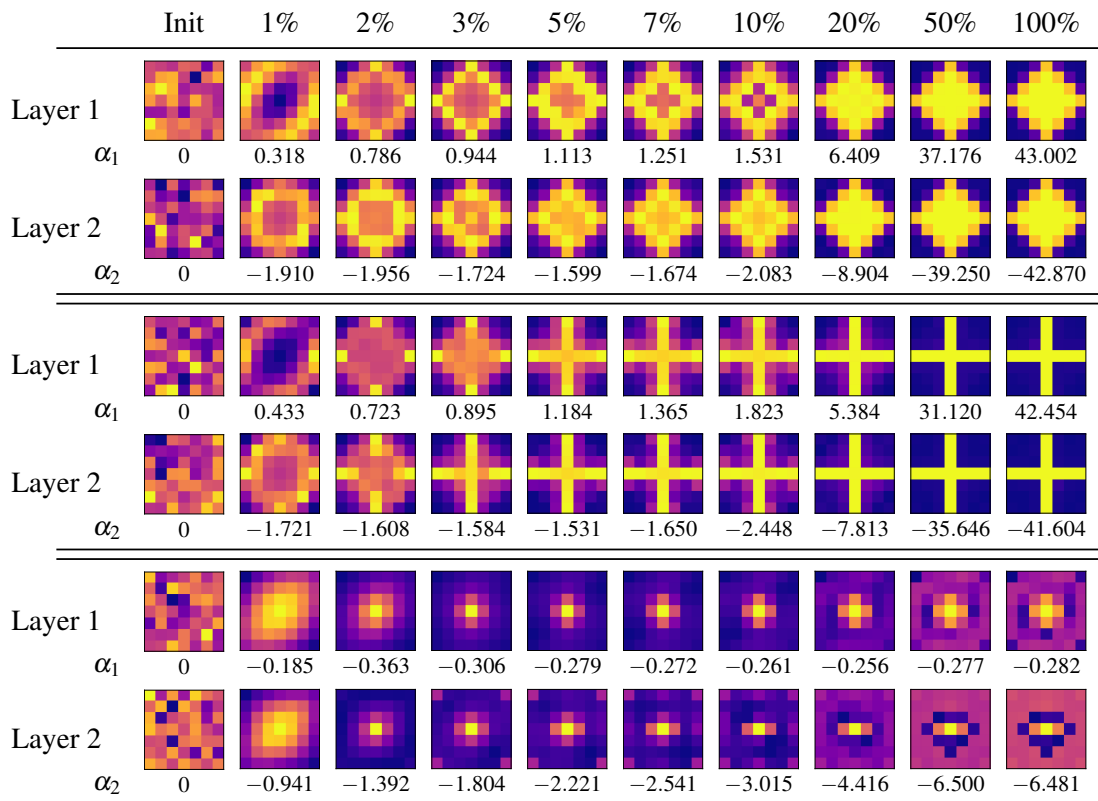 Init 1% 2% 3% 5% 7% 10% 20% 50% 100%
Layer 1
α₁ 0 0.318 0.786 0.944 1.113 1.251 1.531 6.409 37.176 43.002
Layer 2
α₂ 0 −1.910 −1.956 −1.724 −1.599 −1.674 −2.083 −8.904 −39.250 −42.870
Layer 1
α₁ 0 0.433 0.723 0.895 1.184 1.365 1.823 5.384 31.120 42.454
Layer 2
α₂ 0 −1.721 −1.608 −1.584 −1.531 −1.650 −2.448 −7.813 −35.646 −41.604
Layer 1
α₁ 0 −0.185 −0.363 −0.306 −0.279 −0.272 −0.261 −0.256 −0.277 −0.282
Layer 2
α₂ 0 −0.941 −1.392 −1.804 −2.221 −2.541 −3.015 −4.416 −6.500 −6.481